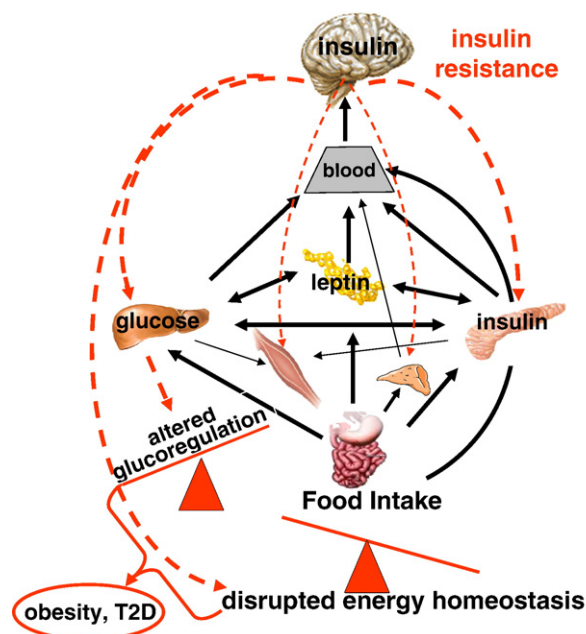 insulin
insulin
resistance
blood
leptin
glucose
insulin
altered
glucoregulation
Food Intake
disrupted energy homeostasis
obesity, T2D